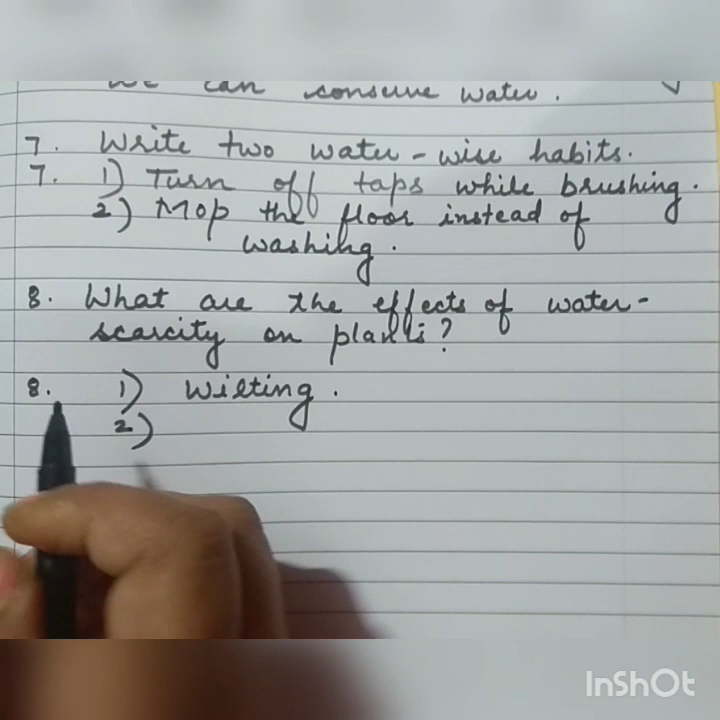 we can conserve water.
7. Write two water-wise habits.
7. 1) Turn off taps while brushing.
2) Mop the floor instead of
washing.
8. What are the effects of water-
scarcity on plants?
8. 1) Wilting.
2)
InShOt